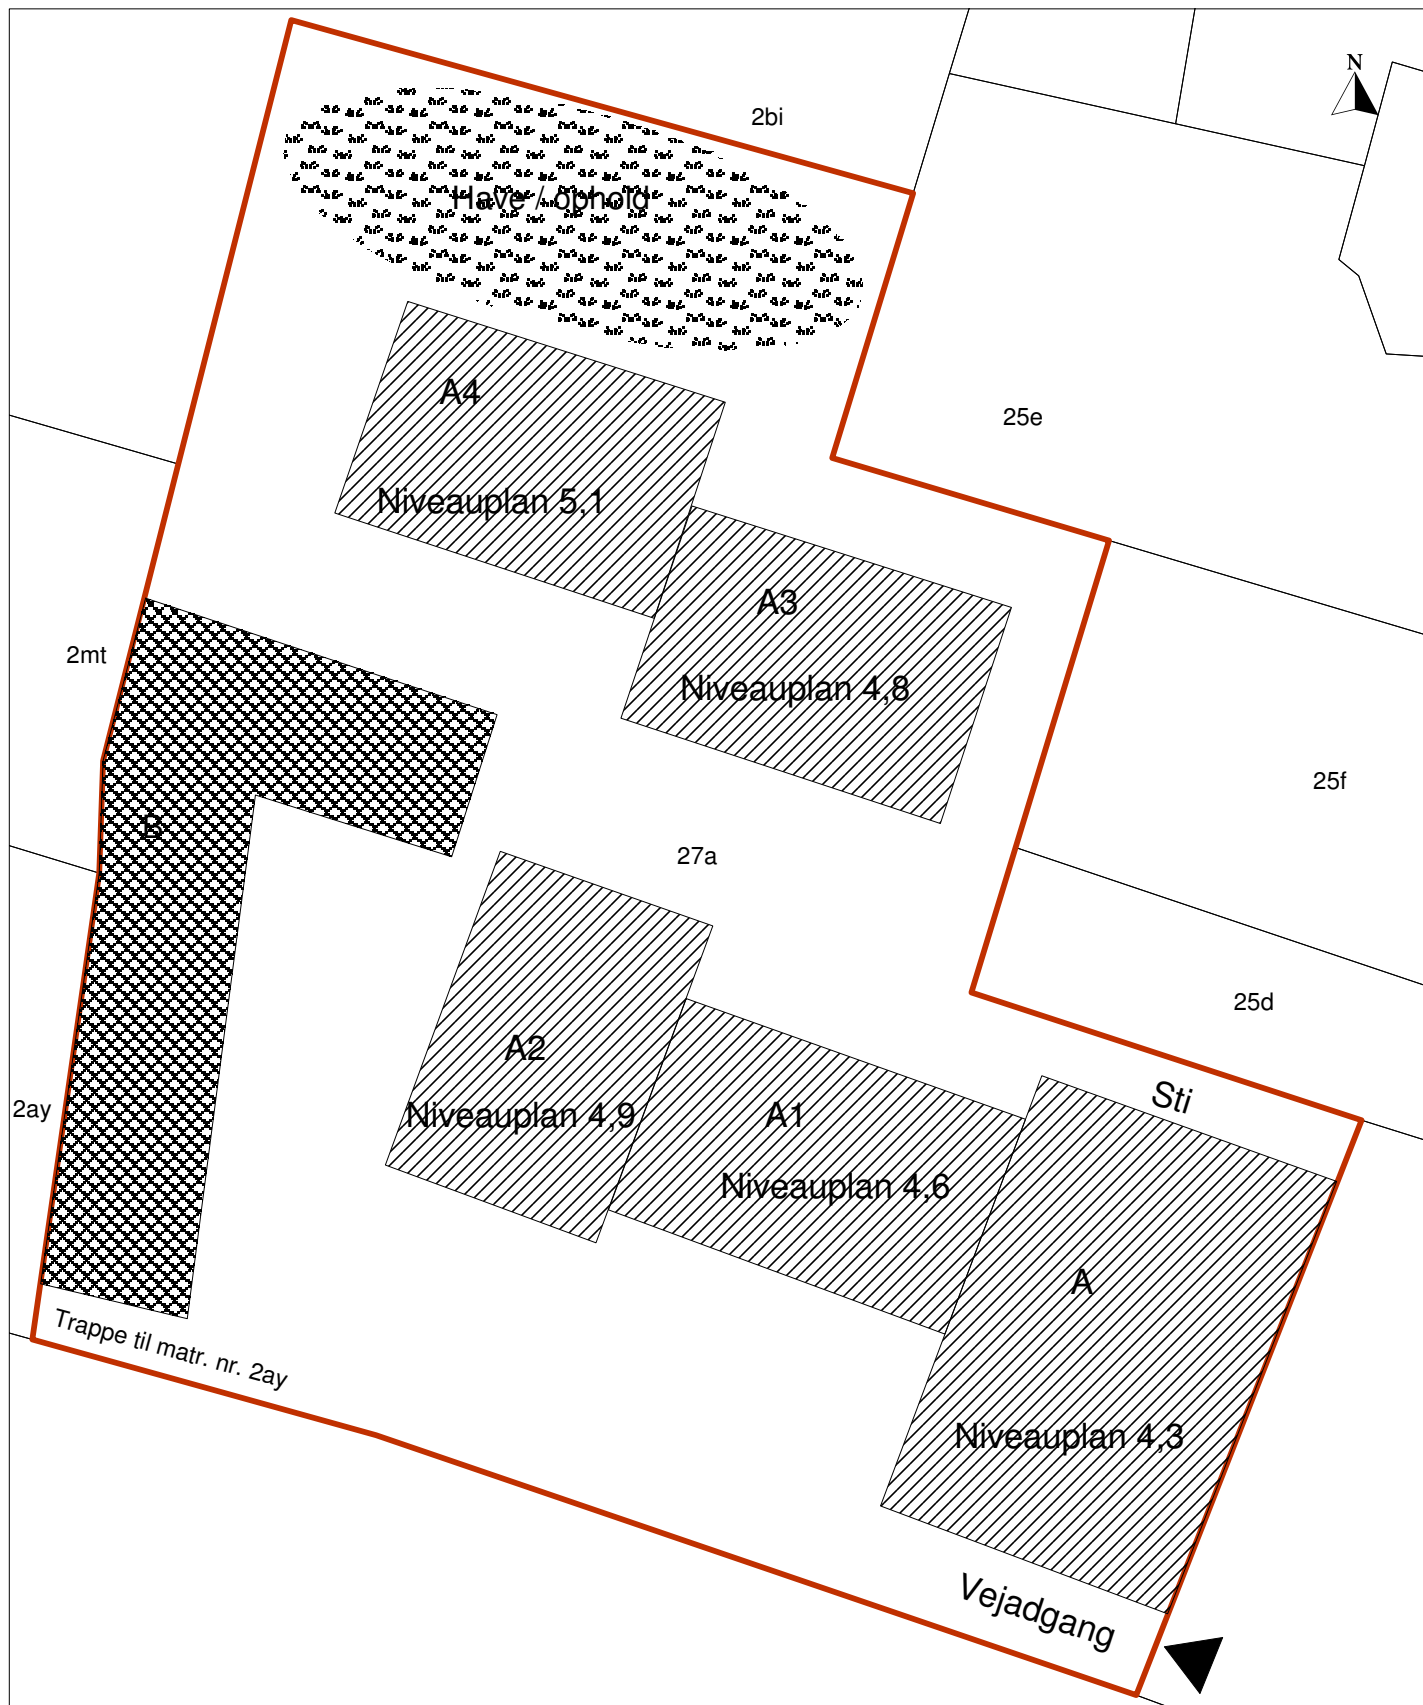 N
2bi
Have / ophold
A4
25e
Niveauplan 5,1
A3
2mt
Niveauplan 4,8
25f
B
27a
25d
A2
Sti
2ay
Niveauplan 4,9
A1
Niveauplan 4,6
A
Trappe til matr. nr. 2ay
Niveauplan 4,3
Vejadgang